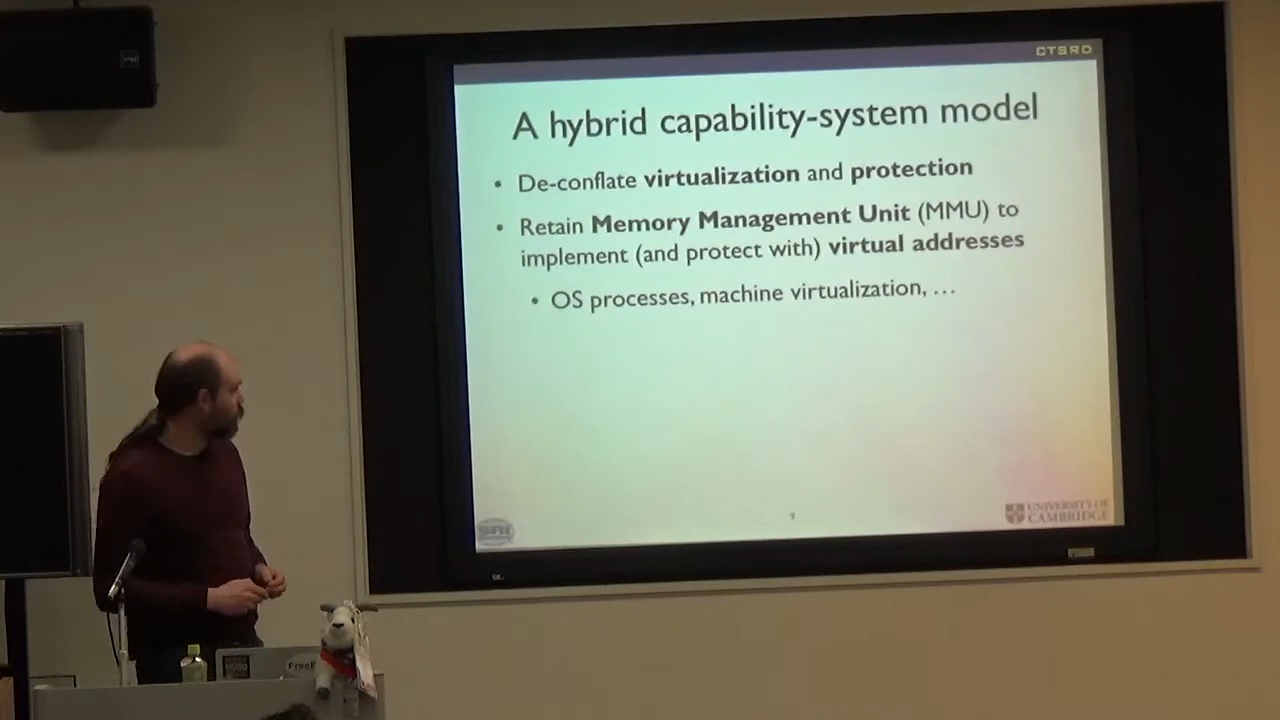 CTSRD
A hybrid capability-system model
• De-conflate virtualization and protection
• Retain Memory Management Unit (MMU) to
implement (and protect with) virtual addresses
• OS processes, machine virtualization, …
9
UNIVERSITY OF
CAMBRIDGE